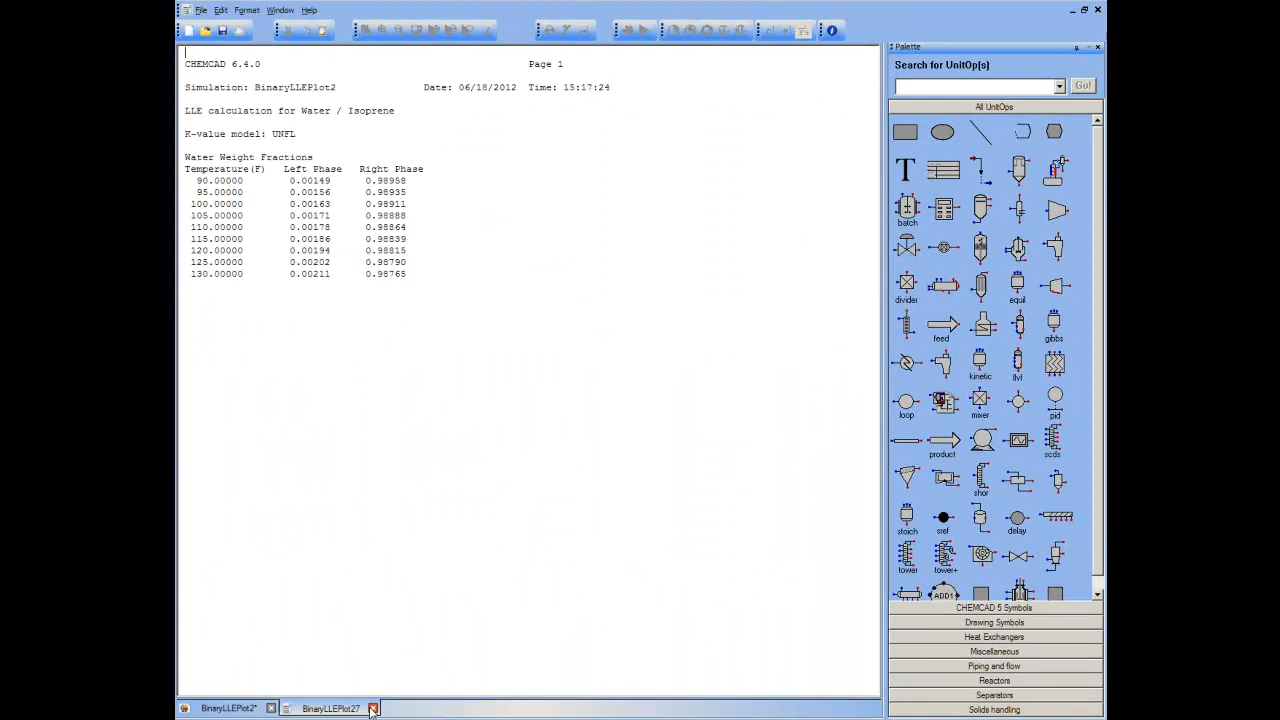 File Edit Format Window Help
CHEMCAD 6.4.0 Page 1
Simulation: BinaryLLEPlot2 Date: 06/18/2012 Time: 15:17:24
LLE calculation for Water / Isoprene
K-value model: UNFL
Water Weight Fractions
Temperature(F) Left Phase Right Phase
90.00000 0.00149 0.98958
95.00000 0.00156 0.98935
100.00000 0.00163 0.98911
105.00000 0.00171 0.98888
110.00000 0.00178 0.98864
115.00000 0.00186 0.98839
120.00000 0.00194 0.98815
125.00000 0.00202 0.98790
130.00000 0.00211 0.98765
Palette
Search for UnitOp(s)
Go!
All UnitOps
T
batch
divider equil
feed gibbs
kinetic llvf
loop mixer pid
product scds
shor
stoich sref delay
tower tower+
ADD1
CHEMCAD 5 Symbols
Drawing Symbols
Heat Exchangers
Miscellaneous
Piping and flow
Reactors
Separators
Solids handling
BinaryLLEPlot2* BinaryLLEPlot27